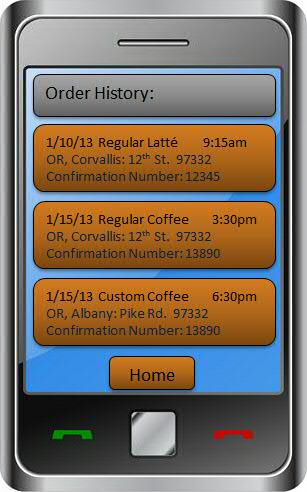 Order History:
1/10/13 Regular Latté 9:15am
OR, Corvallis: 12th St. 97332
Confirmation Number: 12345
1/15/13 Regular Coffee 3:30pm
OR, Corvallis: 12th St. 97332
Confirmation Number: 13890
1/15/13 Custom Coffee 6:30pm
OR, Albany: Pike Rd. 97332
Confirmation Number: 13890
Home